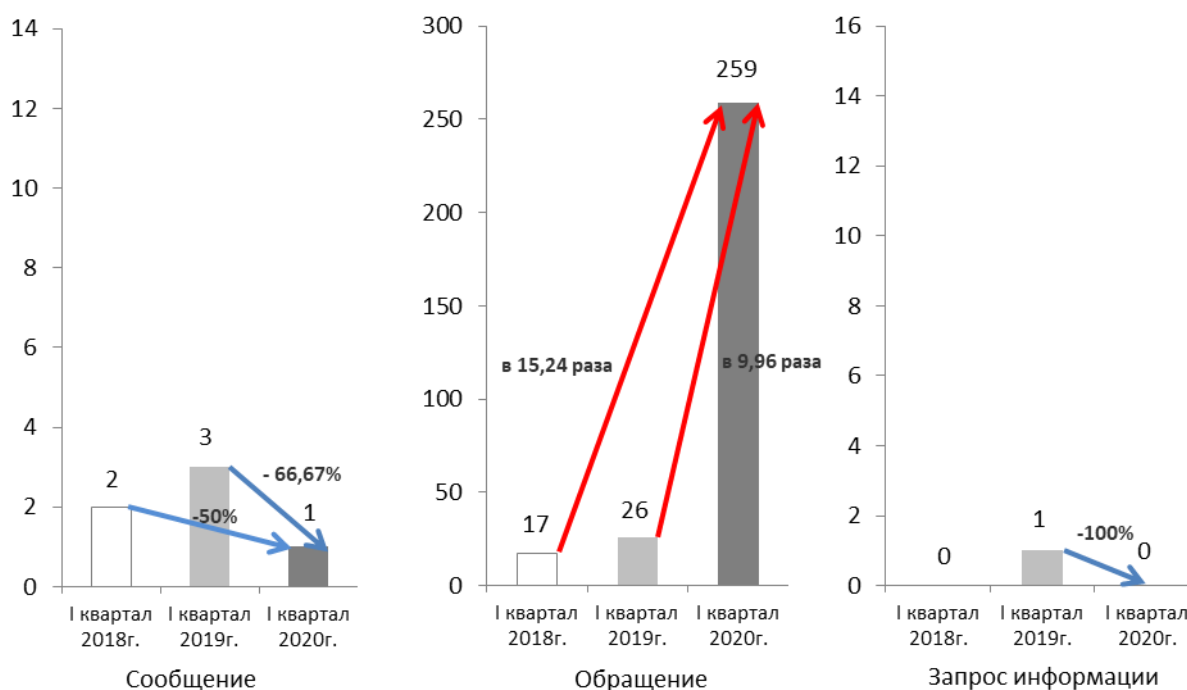 14
12
10
8
6
4
2
0
2
3
1
-50%
- 66,67%
I квартал 2018г.
I квартал 2019г.
I квартал 2020г.
Сообщение
300
250
200
150
100
50
0
17
26
259
в 15,24 раза
в 9,96 раза
I квартал 2018г.
I квартал 2019г.
I квартал 2020г.
Обращение
16
14
12
10
8
6
4
2
0
0
1
0
-100%
I квартал 2018г.
I квартал 2019г.
I квартал 2020г.
Запрос информации